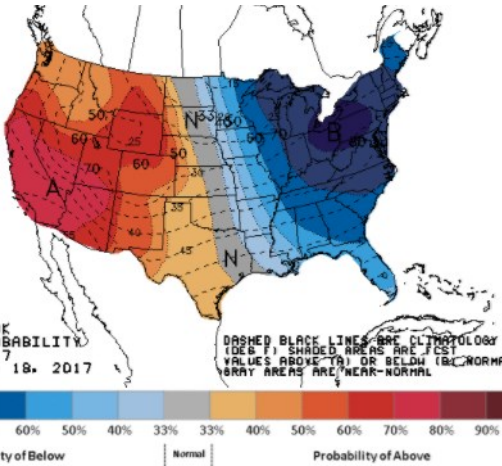 50
N
33
50
60
70
B
80
60
25
50
70
60
A
30
35
40
45
N
K
BABILITY
7
18, 2017
DASHED BLACK LINES ARE CLIMATOLOGY
(DEG F) SHADED AREAS ARE FCST
VALUES ABOVE (A) OR BELOW (B) NORMA
GRAY AREAS ARE NEAR-NORMAL
60% 50% 40% 33% 33% 40% 50% 60% 70% 80% 90%
ty of Below Normal Probability of Above